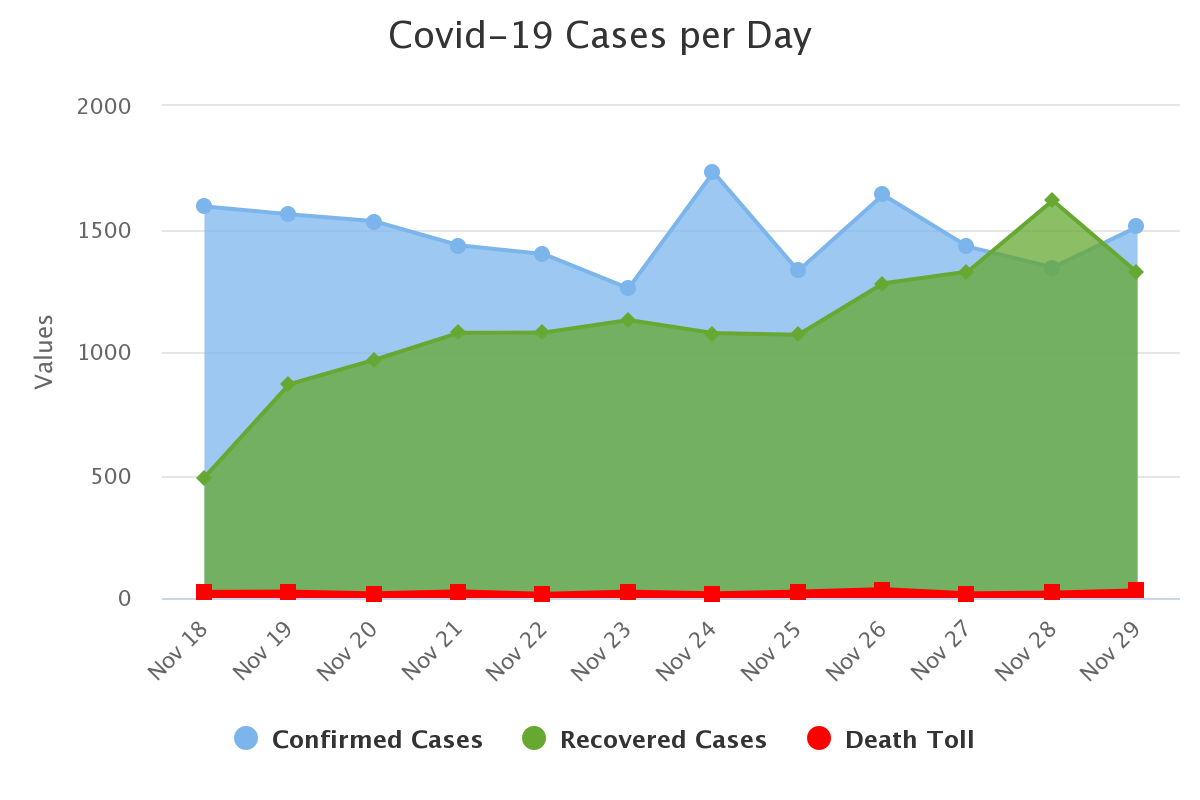 Covid-19 Cases per Day
2000
1500
1000
500
0
Values
Nov 18
Nov 19
Nov 20
Nov 21
Nov 22
Nov 23
Nov 24
Nov 25
Nov 26
Nov 27
Nov 28
Nov 29
Confirmed Cases
Recovered Cases
Death Toll